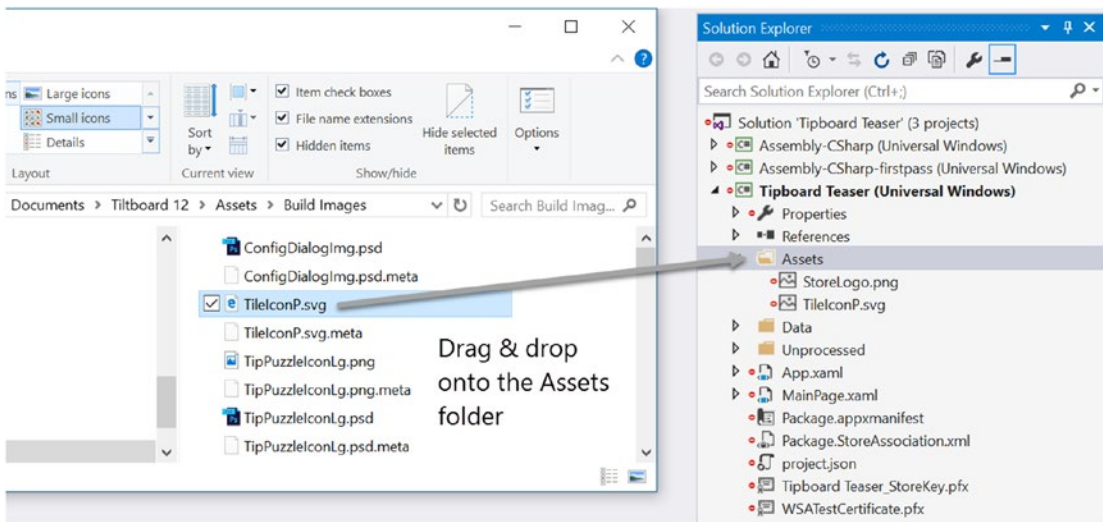 ns Large icons
Small icons
Details
Layout
Sort
by
Current view
Item check boxes
File name extensions
Hidden items
Hide selected
items
Show/hide
Options
Documents > Tiltboard 12 > Assets > Build Images
Search Build Imag...
ConfigDialogImg.psd
ConfigDialogImg.psd.meta
TileIconP.svg
TileIconP.svg.meta
TipPuzzleIconLg.png
TipPuzzleIconLg.png.meta
TipPuzzleIconLg.psd
TipPuzzleIconLg.psd.meta
Drag & drop
onto the Assets
folder
Solution Explorer
Search Solution Explorer (Ctrl+;)
Solution 'Tipboard Teaser' (3 projects)
C# Assembly-CSharp (Universal Windows)
C# Assembly-CSharp-firstpass (Universal Windows)
C# Tipboard Teaser (Universal Windows)
Properties
References
Assets
StoreLogo.png
TileIconP.svg
Data
Unprocessed
App.xaml
MainPage.xaml
Package.appxmanifest
Package.StoreAssociation.xml
project.json
Tipboard Teaser_StoreKey.pfx
WSATestCertificate.pfx